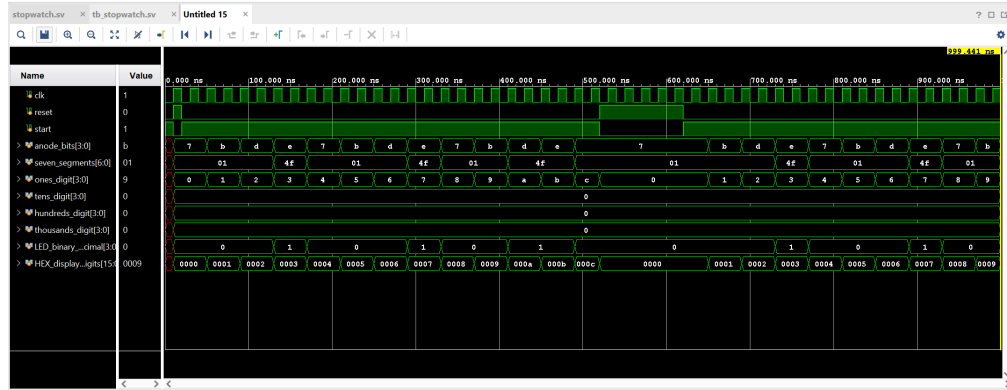 stopwatch.sv × tb_stopwatch.sv × Untitled 15 × ? □
999.441 ns
Name Value 0.000 ns 100.000 ns 200.000 ns 300.000 ns 400.000 ns 500.000 ns 600.000 ns 700.000 ns 800.000 ns 900.000 ns
clk 1
reset 0
start 1
> anode_bits[3:0] b 7 b d e 7 b d e 7 b d e 7 b d e 7 b d e 7 b
> seven_segments[6:0] 01 01 4f 01 4f 01 4f 01 4f 01 4f 01
> ones_digit[3:0] 9 0 1 2 3 4 5 6 7 8 9 a b c 0 1 2 3 4 5 6 7 8 9
> tens_digit[3:0] 0 0
> hundreds_digit[3:0] 0
> thousands_digit[3:0] 0 0
> LED_binary_...cimal[3:0 0 0 1 0 1 0 1 0 1 0 1 0
> HEX_display...igits[15:0 0009 0000 0001 0002 0003 0004 0005 0006 0007 0008 0009 000a 000b 000c 0000 0001 0002 0003 0004 0005 0006 0007 0008 0009